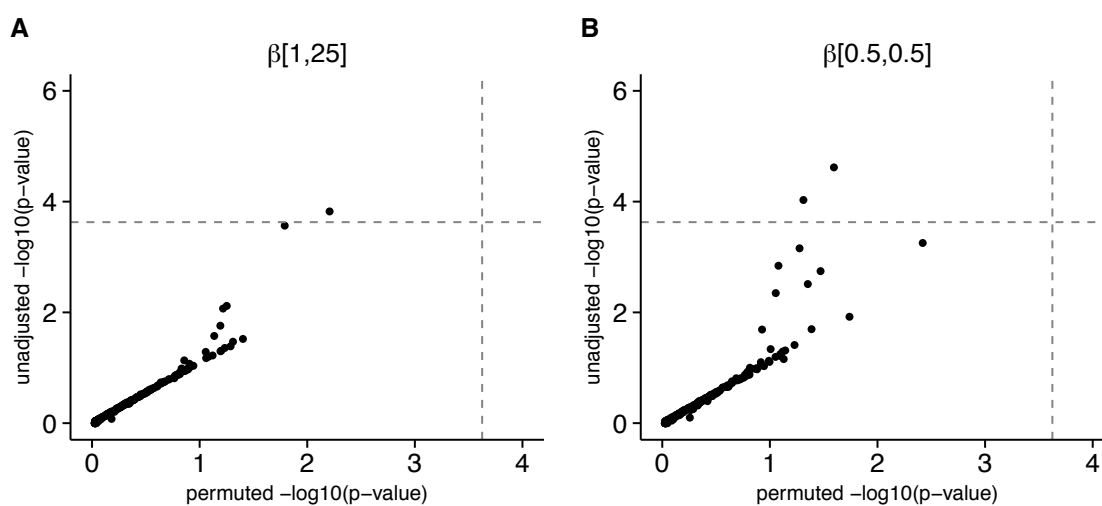 A
β[1,25]
unadjusted −log10(p−value)
6
4
2
0
0 1 2 3 4
permuted −log10(p−value)
B
β[0.5,0.5]
unadjusted −log10(p−value)
6
4
2
0
0 1 2 3 4
permuted −log10(p−value)